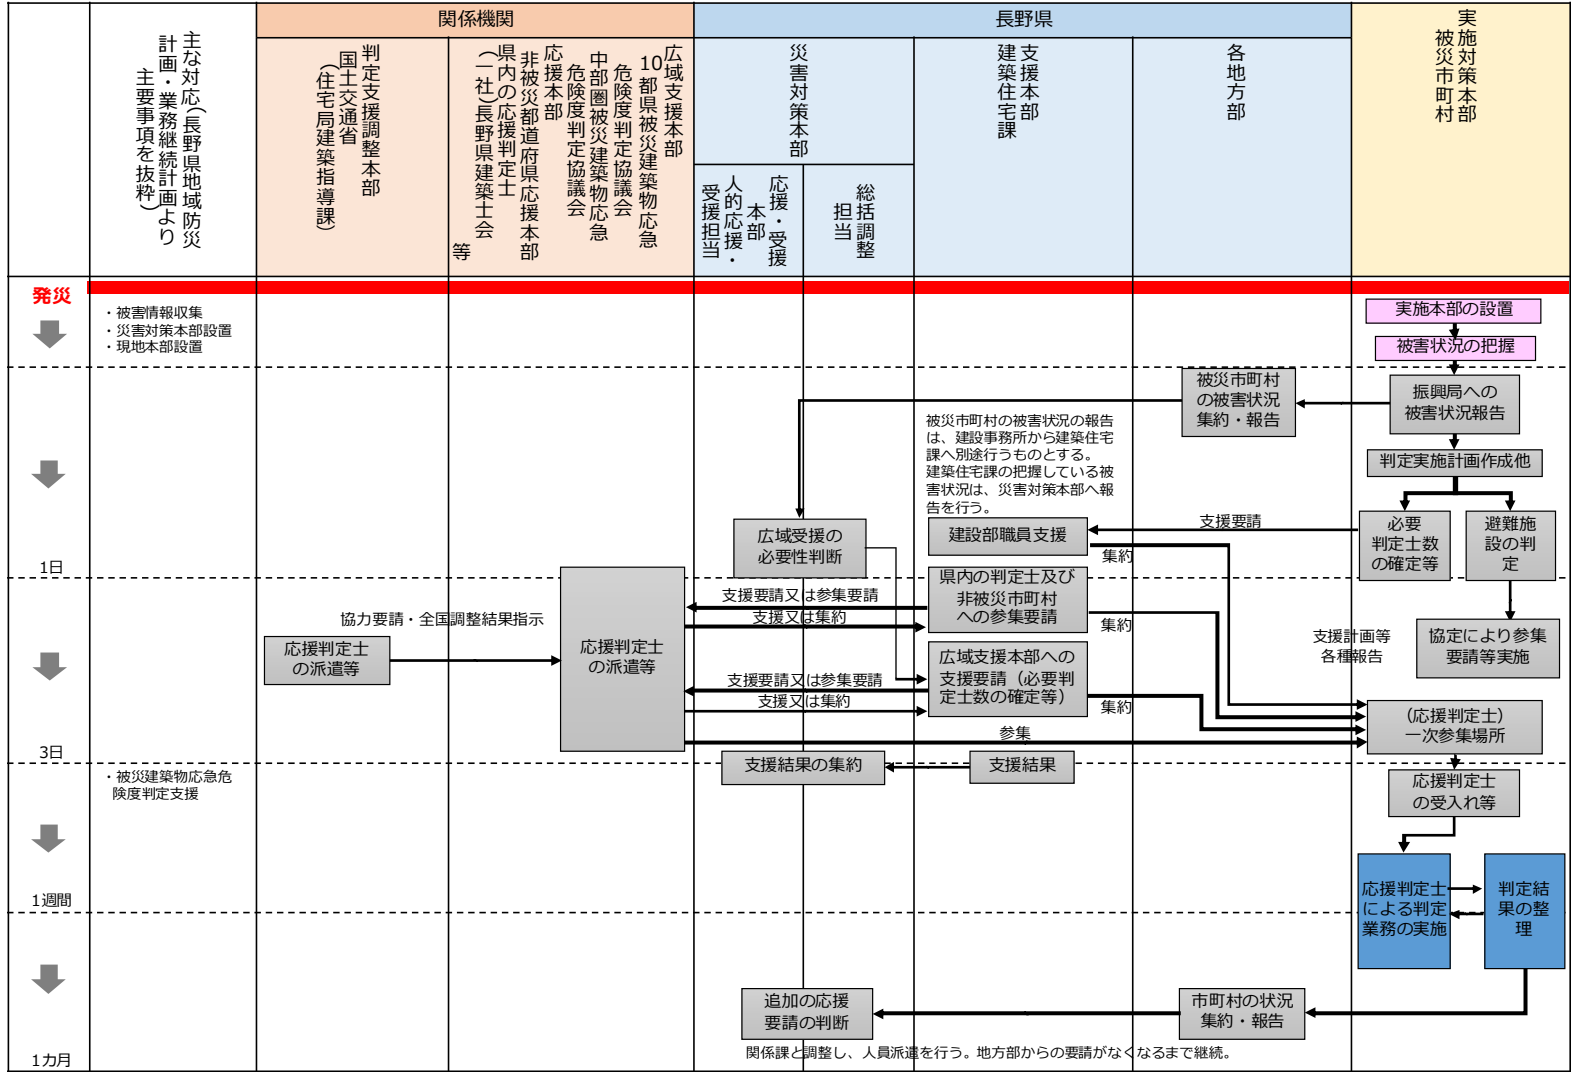 主な対応（長野県地域防災
計画・業務継続計画より
主要事項を抜粋）
関係機関
判定支援調整本部
国土交通省
（住宅局建築指導課）
広域支援本部
10都県被災建築物応急
危険度判定協議会
中部圏被災建築物応急
危険度判定協議会
応援本部
非被災都道府県応援本部
県内の応援判定士
（一社）長野県建築士会
等
長野県
災害対策本部
応援・受援
本部
人的応援・
受援担当
総括調整
担当
支援本部
建築住宅課
各地方部
実施対策本部
被災市町村
発災
・被害情報収集
・災害対策本部設置
・現地本部設置
実施本部の設置
被害状況の把握
被災市町村
の被害状況
集約・報告
振興局への
被害状況報告
被災市町村の被害状況の報告
は、建設事務所から建築住宅
課へ別途行うものとする。
建築住宅課の把握している被
害状況は、災害対策本部へ報
告を行う。
判定実施計画作成他
広域受援の
必要性判断
建設部職員支援
支援要請
必要
判定士数
の確定等
避難施
設の判
定
集約
1日
県内の判定士及び
非被災市町村
への参集要請
支援要請又は参集要請
支援又は集約
集約
協力要請・全国調整結果指示
応援判定士
の派遣等
応援判定士
の派遣等
支援計画等
各種報告
協定により参集
要請等実施
広域支援本部への
支援要請（必要判
定士数の確定等）
支援要請又は参集要請
支援又は集約
集約
参集
（応援判定士）
一次参集場所
3日
・被災建築物応急危
険度判定支援
支援結果の集約
支援結果
応援判定士
の受入れ等
応援判定士
による判定
業務の実施
判定結
果の整
理
1週間
追加の応援
要請の判断
市町村の状況
集約・報告
関係課と調整し、人員派遣を行う。地方部からの要請がなくなるまで継続。
1カ月